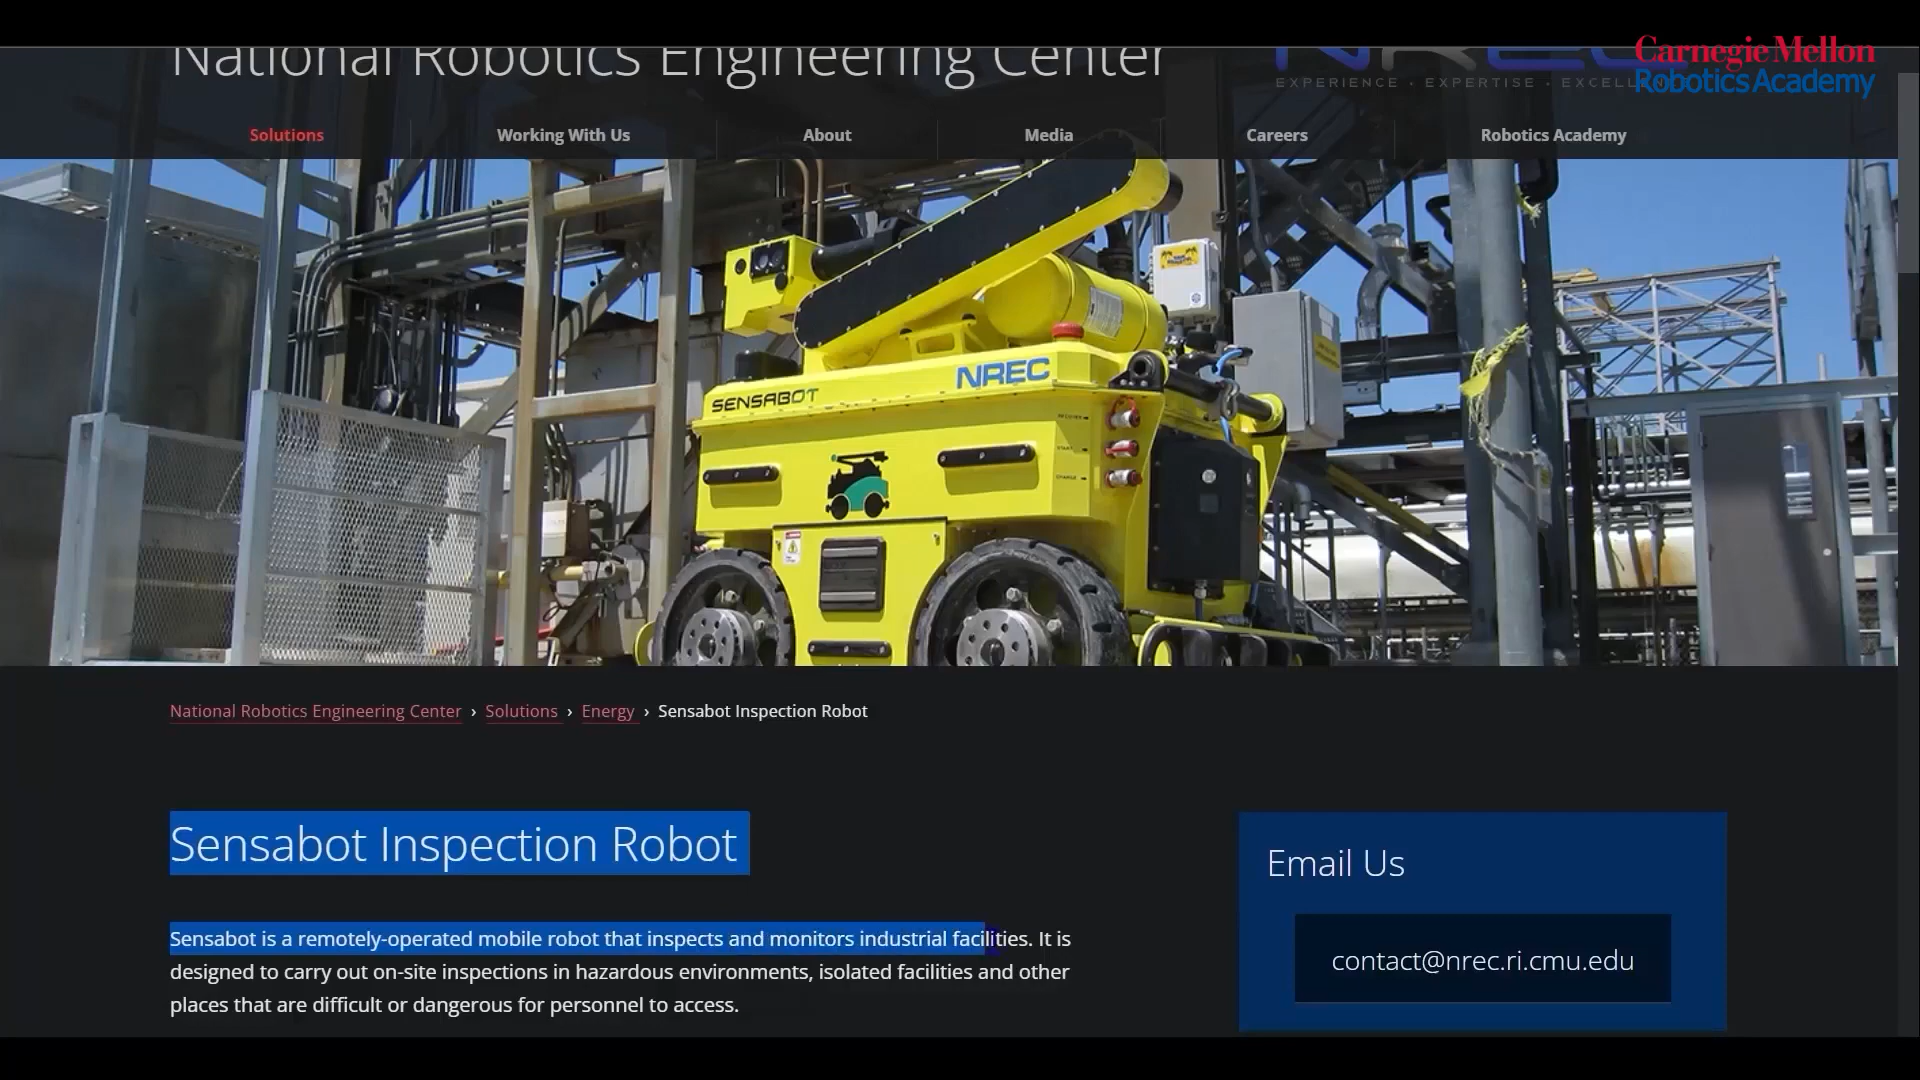 National Robotics Engineering Center
NREC
Carnegie Mellon
Robotics Academy
EXPERIENCE · EXPERTISE ·
Solutions
Working With Us
About
Media
Careers
Robotics Academy
SENSABOT
NREC
National Robotics Engineering Center › Solutions › Energy › Sensabot Inspection Robot
Sensabot Inspection Robot
Sensabot is a remotely-operated mobile robot that inspects and monitors industrial facilities. It is
designed to carry out on-site inspections in hazardous environments, isolated facilities and other
places that are difficult or dangerous for personnel to access.
Email Us
contact@nrec.ri.cmu.edu